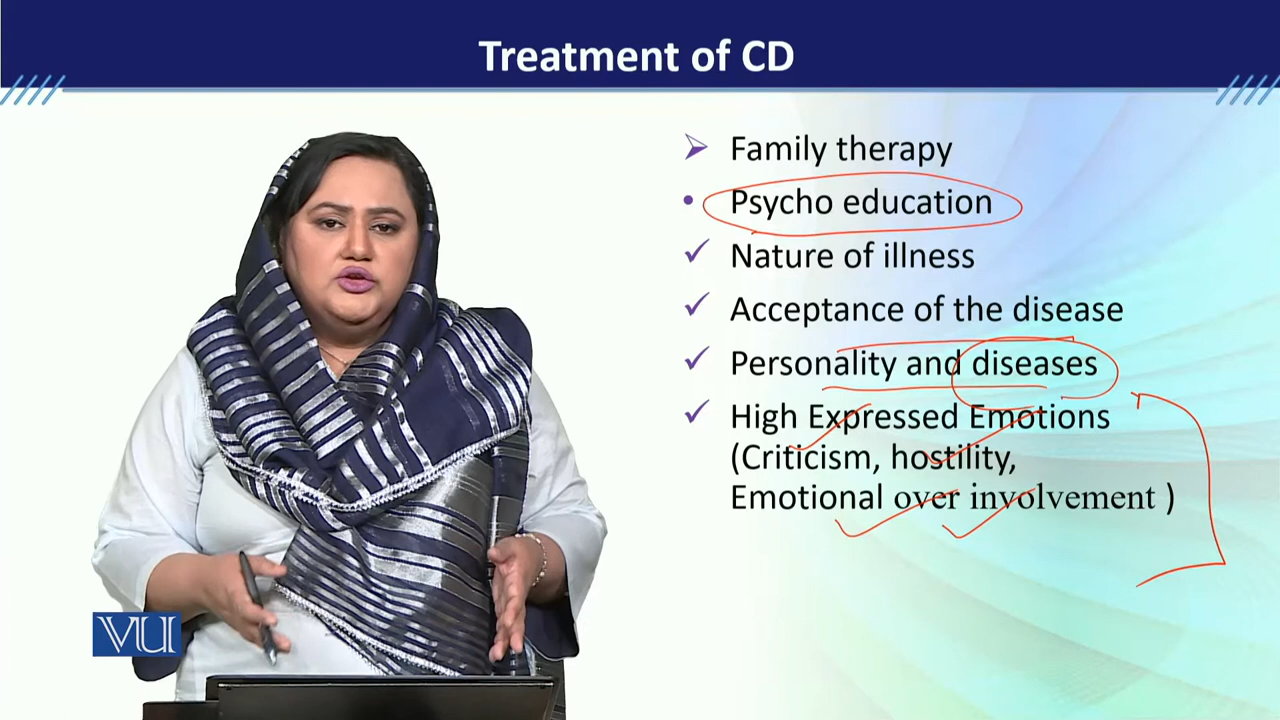 Treatment of CD
Family therapy
Psycho education
Nature of illness
Acceptance of the disease
Personality and diseases
High Expressed Emotions
(Criticism, hostility,
Emotional over involvement )
VU